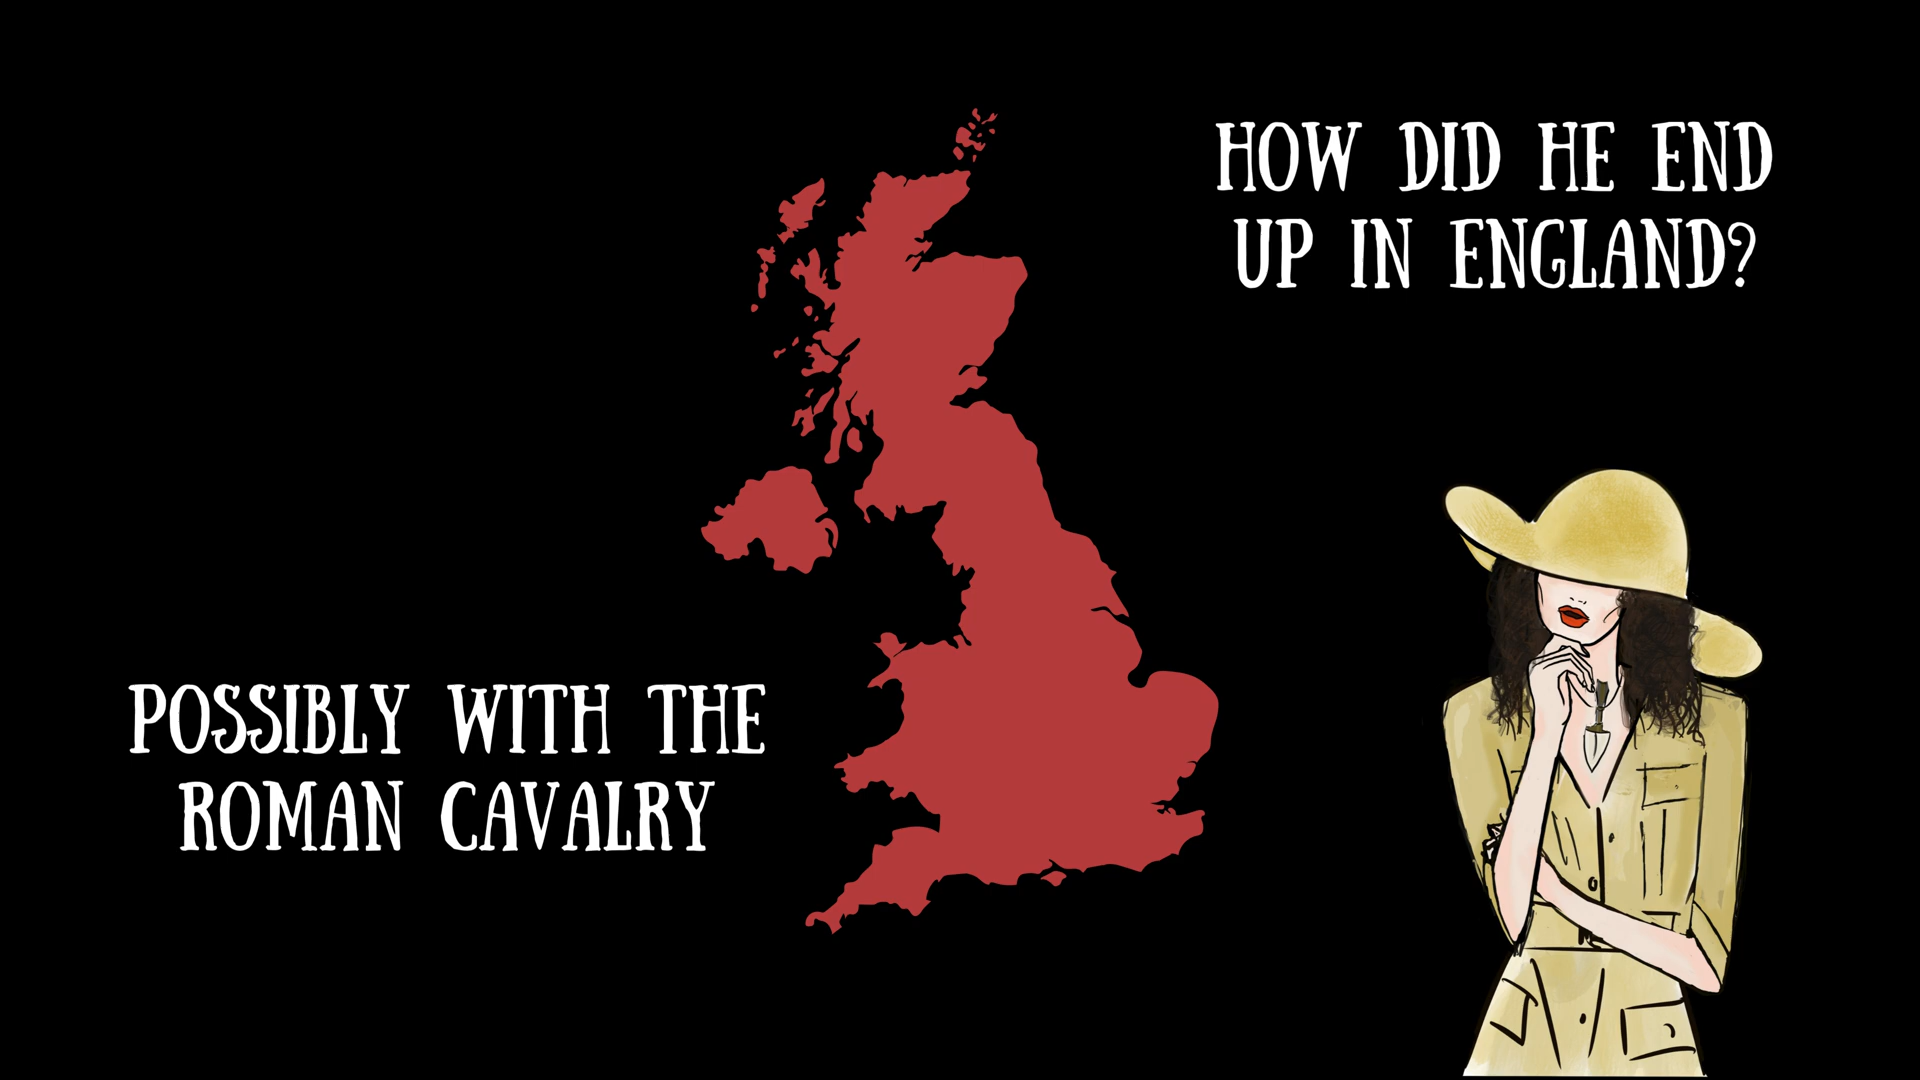 HOW DID HE END
UP IN ENGLAND?
POSSIBLY WITH THE
ROMAN CAVALRY